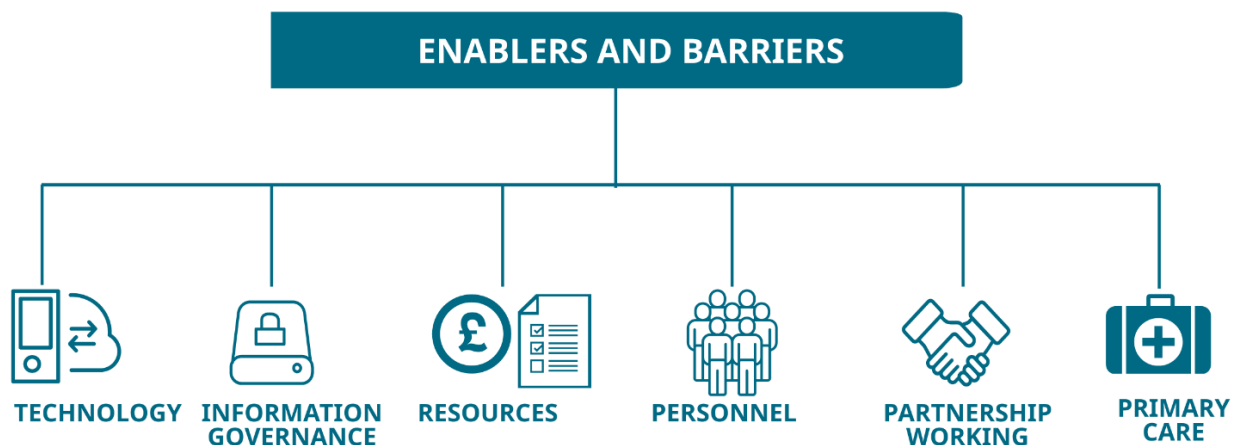 ENABLERS AND BARRIERS
£
TECHNOLOGY
INFORMATION
GOVERNANCE
RESOURCES
PERSONNEL
PARTNERSHIP
WORKING
PRIMARY
CARE